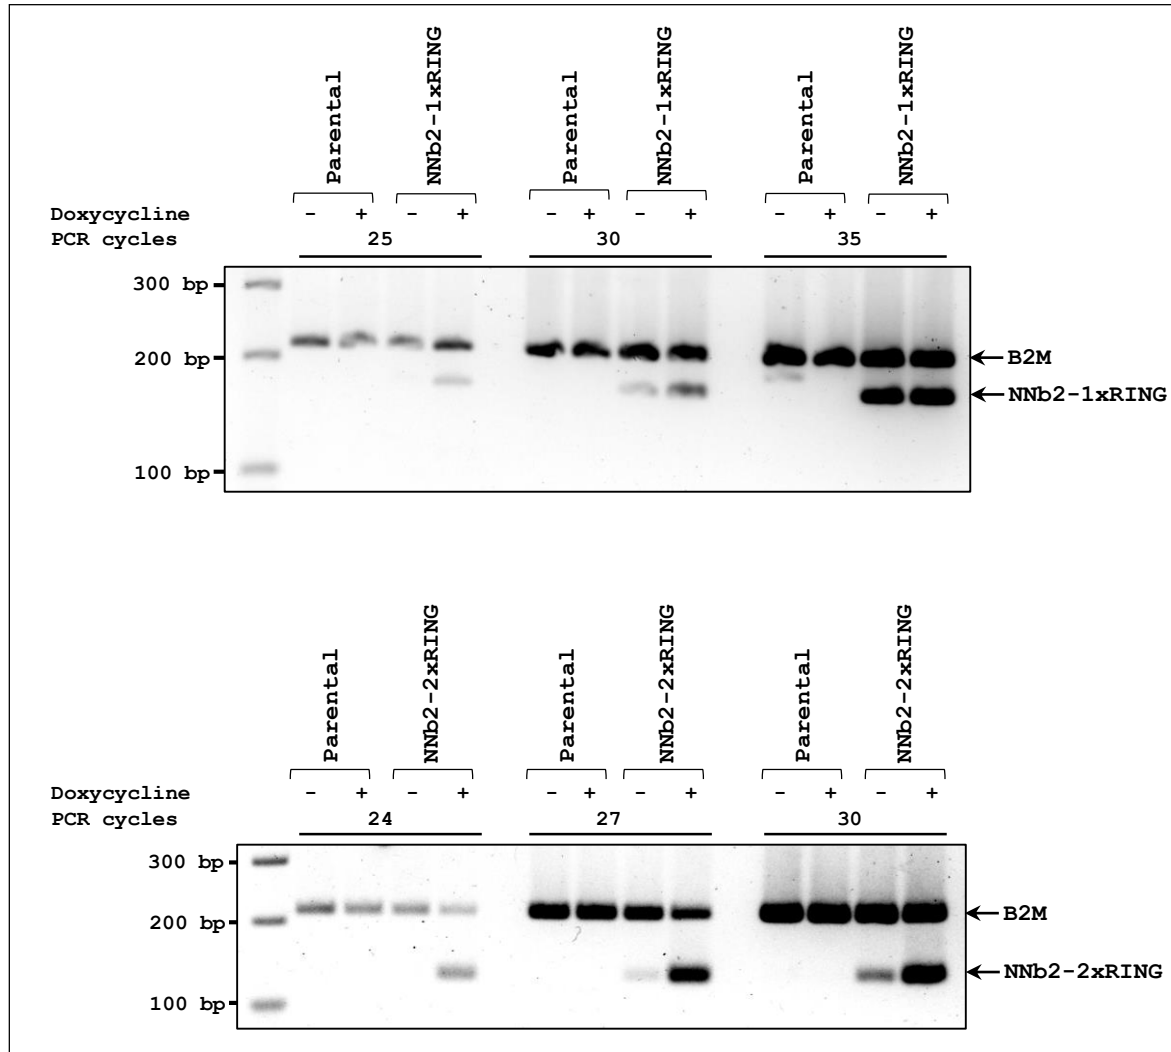 Parental NNb2-1xRING Parental NNb2-1xRING Parental NNb2-1xRING
Doxycycline - + - + - + - + - + - +
PCR cycles 25 30 35
300 bp
200 bp
B2M
NNb2-1xRING
100 bp
Parental NNb2-2xRING Parental NNb2-2xRING Parental NNb2-2xRING
Doxycycline - + - + - + - + - + - +
PCR cycles 24 27 30
300 bp
200 bp
B2M
NNb2-2xRING
100 bp